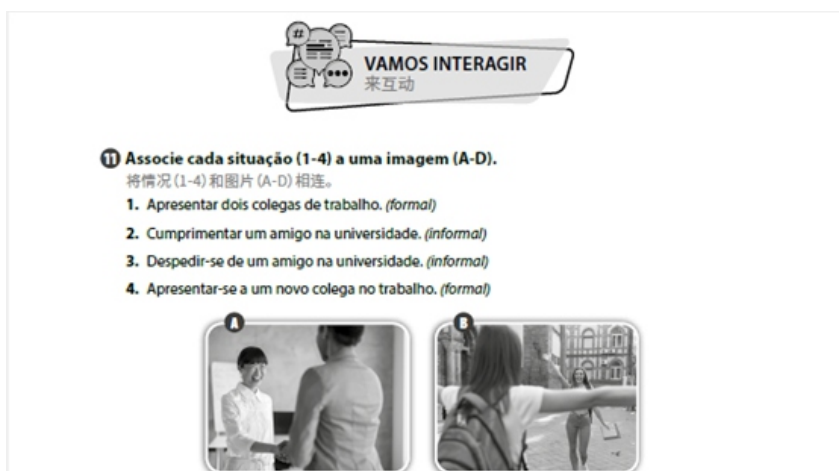 #
VAMOS INTERAGIR
来互动
11 Associe cada situação (1-4) a uma imagem (A-D).
将情况(1-4)和图片(A-D)相连。
1. Apresentar dois colegas de trabalho. (formal)
2. Cumprimentar um amigo na universidade. (informal)
3. Despedir-se de um amigo na universidade. (informal)
4. Apresentar-se a um novo colega no trabalho. (formal)
A B